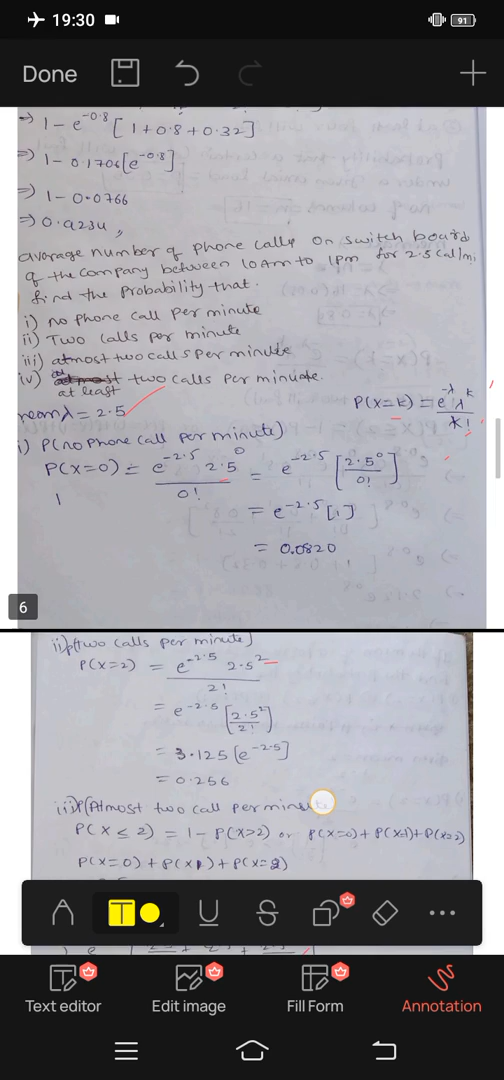 19:30
91
Done
⇒ 1 - e^-0.8 [1+0.8+0.32]
⇒ 1 - 0.1706[e^-0.8]
⇒ 1 - 0.0766
⇒ 0.9234,,
average number of phone calls on switch board
of the company between 10Am to 1pm for 2.5 cal/m
find the probability that.
i) no phone call per minute
ii) Two calls per minute
iii) atmost two calls per minute
iv) two calls per minute.
at least
mean λ = 2.5
P(x=k) = e^-λ λ^k / k!
i) P(no phone call per minute)
P(x=0) = e^-2.5 2.5^0 / 0! = e^-2.5 [2.5^0 / 0!]
= e^-2.5 [1]
= 0.0820
6
ii) P(two calls per minute)
P(x=2) = e^-2.5 2.5^2 / 2!
= e^-2.5 [2.5^2 / 2!]
= 3.125 [e^-2.5]
= 0.256
iii) P(Atmost two call per minute
P(x ≤ 2) = 1 - P(x>2) or P(x=0) + P(x=1) + P(x=2)
P(x=0) + P(x1) + P(x=2)
Text editor
Edit image
Fill Form
Annotation